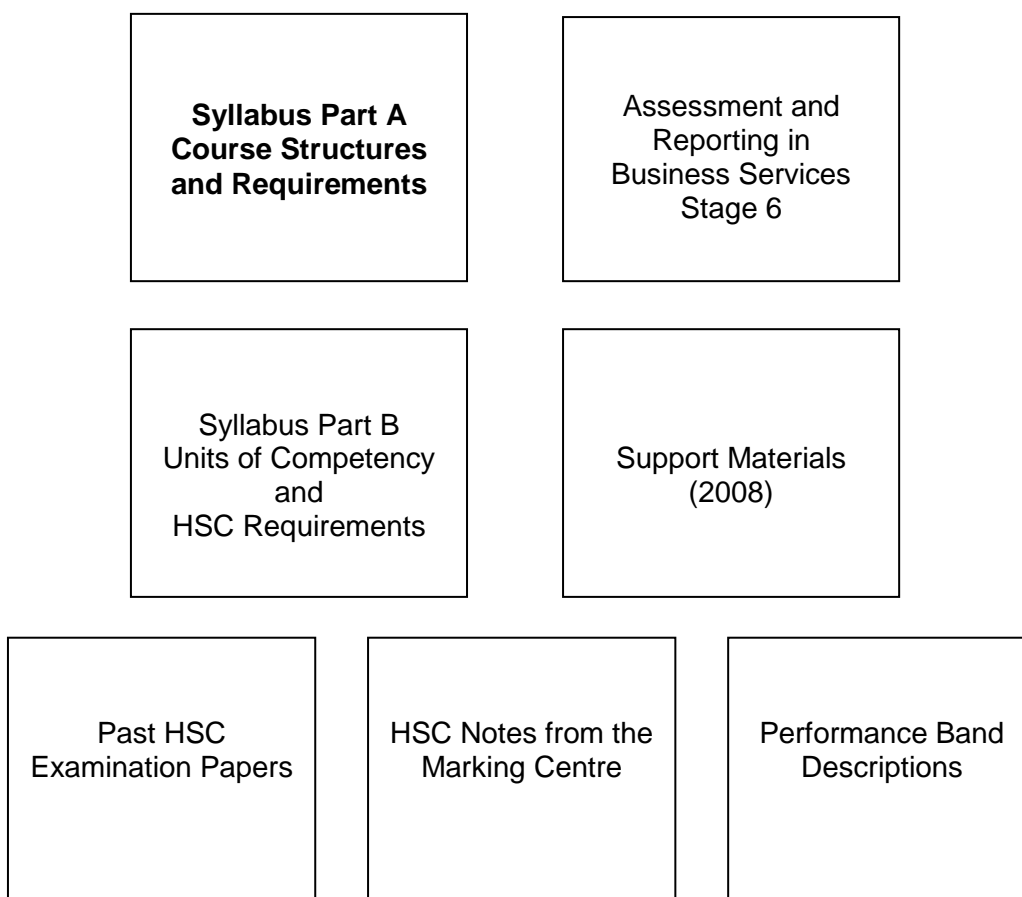 Syllabus Part A
Course Structures
and Requirements
Assessment and
Reporting in
Business Services
Stage 6
Syllabus Part B
Units of Competency
and
HSC Requirements
Support Materials
(2008)
Past HSC
Examination Papers
HSC Notes from the
Marking Centre
Performance Band
Descriptions